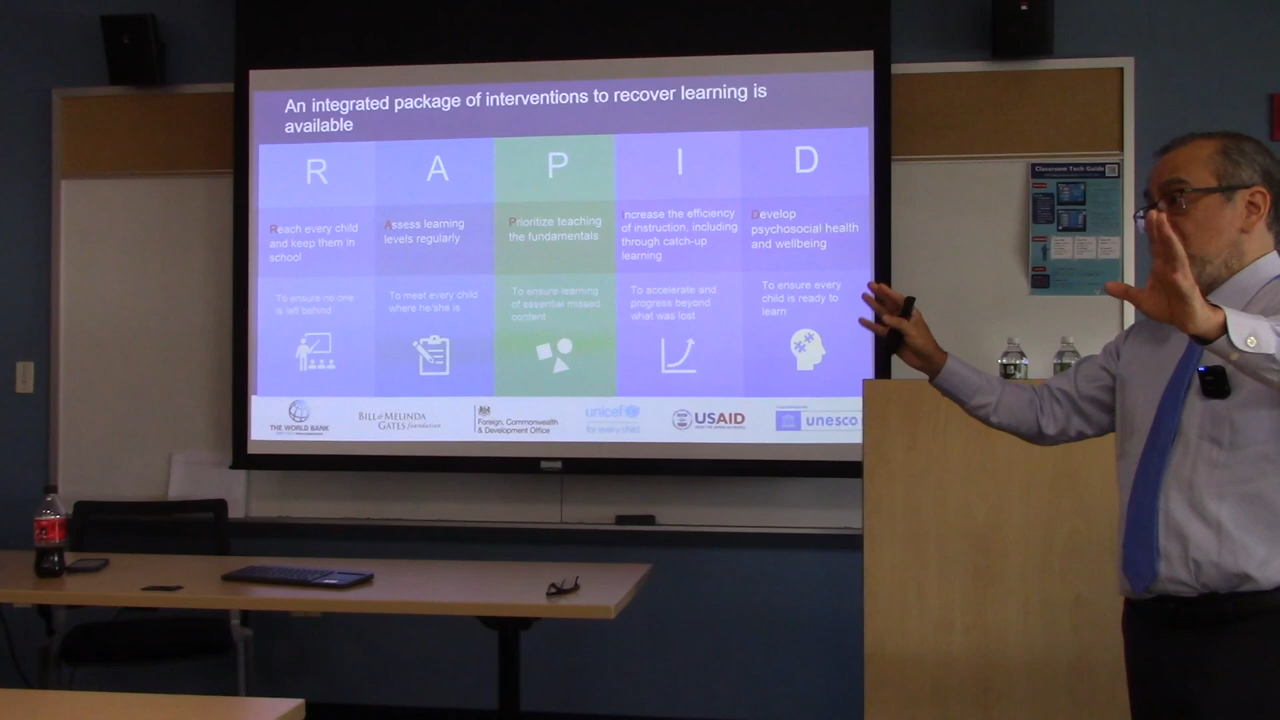 An integrated package of interventions to recover learning is
available
R
A
P
I
D
Reach every child
and keep them in
school
Assess learning
levels regularly
Prioritize teaching
the fundamentals
Increase the efficiency
of instruction, including
through catch-up
learning
Develop
psychosocial health
and wellbeing
To ensure no one
is left behind
To meet every child
where he/she is
To ensure learning
of essential missed
content
To accelerate and
progress beyond
what was lost
To ensure every
child is ready to
learn
THE WORLD BANK
BILL & MELINDA
GATES foundation
Foreign, Commonwealth
& Development Office
unicef
for every child
USAID
unesco
Classroom Tech Guide